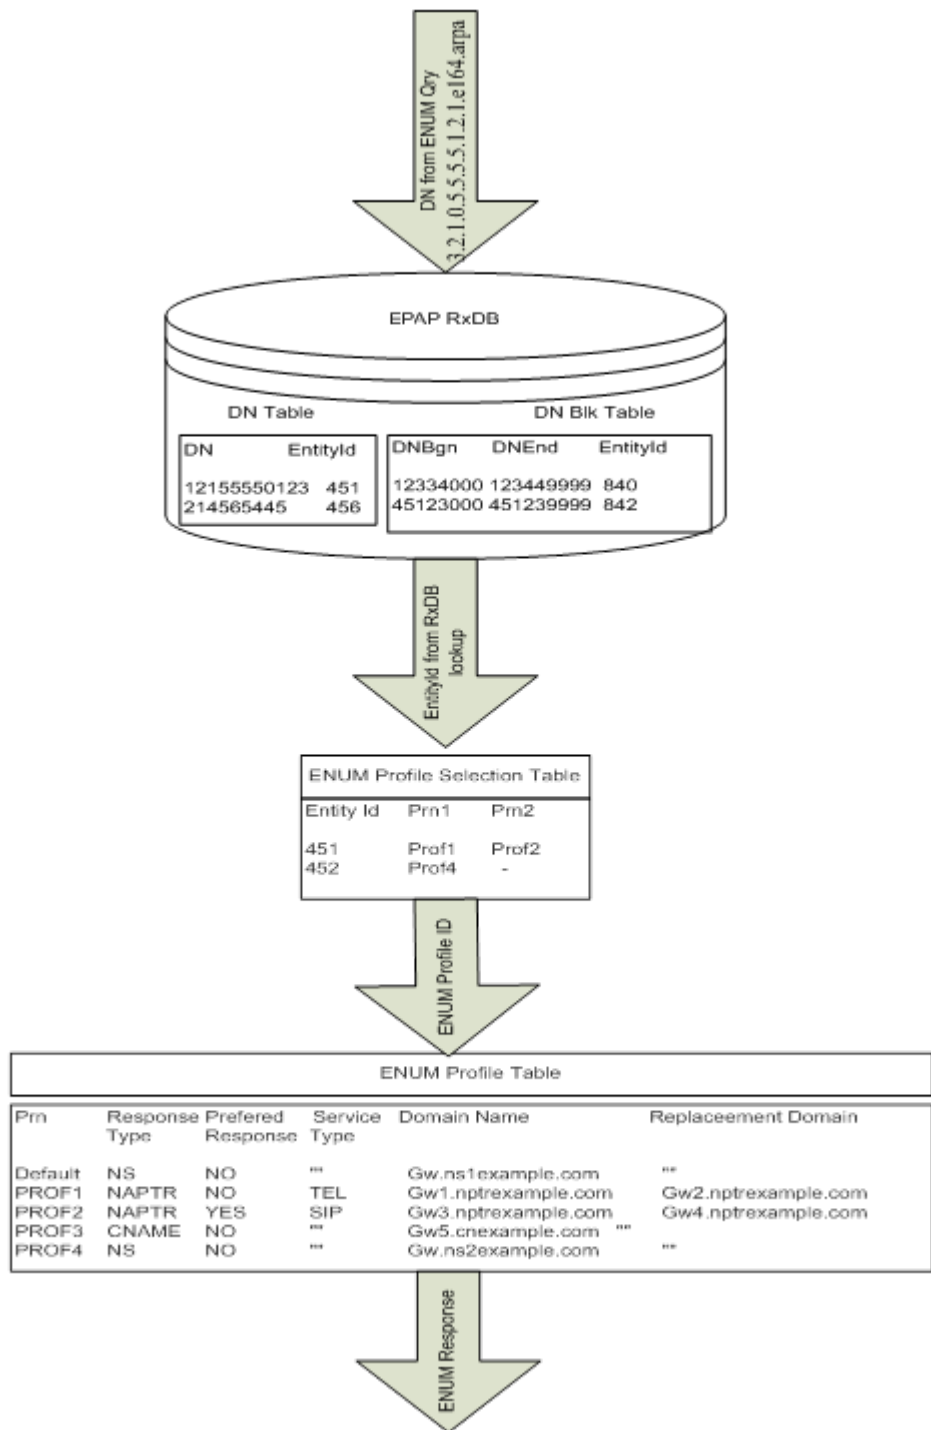 DN from ENUM Qry
3.2.1.0.5.5.5.5.1.2.1.e164.arpa
EPAP RxDB
DN Table
DN EntityId
12155550123 451
214565445 456
DN Blk Table
DNBgn DNEnd EntityId
12334000 123449999 840
45123000 451239999 842
EntityId from RxDB
lookup
ENUM Profile Selection Table
Entity Id Prn1 Prn2
451 Prof1 Prof2
452 Prof4 -
ENUM Profile ID
ENUM Profile Table
Prn Response Prefered Service Domain Name Replaceement Domain
Type Response Type
Default NS NO "" Gw.ns1example.com ""
PROF1 NAPTR NO TEL Gw1.nptrexample.com Gw2.nptrexample.com
PROF2 NAPTR YES SIP Gw3.nptrexample.com Gw4.nptrexample.com
PROF3 CNAME NO "" Gw5.cnexample.com ""
PROF4 NS NO "" Gw.ns2example.com ""
ENUM Response